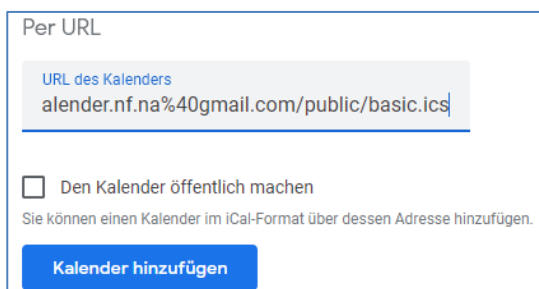 Per URL
URL des Kalenders
alender.nf.na%40gmail.com/public/basic.ics
Den Kalender öffentlich machen
Sie können einen Kalender im iCal-Format über dessen Adresse hinzufügen.
Kalender hinzufügen